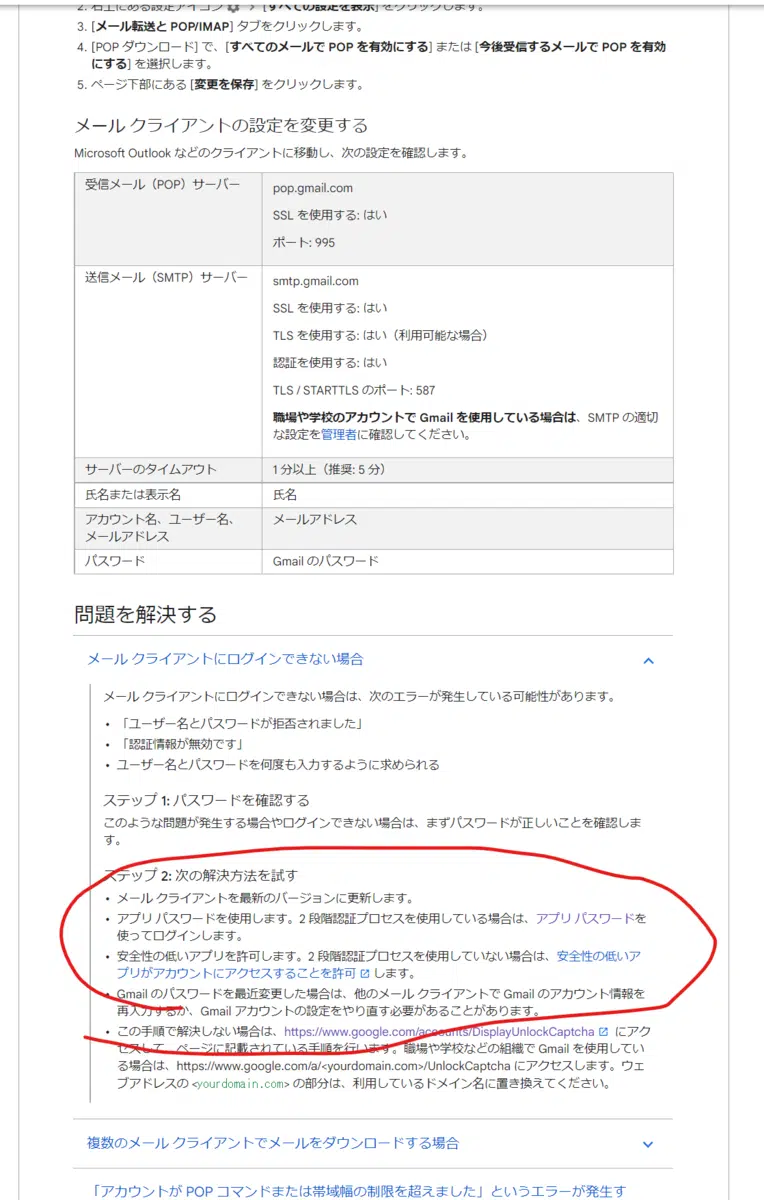 2. 右上にある設定アイコン > [すべての設定を表示] をクリックします。
3. [メール転送と POP/IMAP] タブをクリックします。
4. [POP ダウンロード] で、[すべてのメールで POP を有効にする] または [今後受信するメールで POP を有効
にする] を選択します。
5. ページ下部にある [変更を保存] をクリックします。
メール クライアントの設定を変更する
Microsoft Outlook などのクライアントに移動し、次の設定を確認します。
受信メール（POP）サーバー
pop.gmail.com
SSL を使用する: はい
ポート: 995
送信メール（SMTP）サーバー
smtp.gmail.com
SSL を使用する: はい
TLS を使用する: はい（利用可能な場合）
認証を使用する: はい
TLS / STARTTLS のポート: 587
職場や学校のアカウントで Gmail を使用している場合は、SMTP の適切
な設定を管理者に確認してください。
サーバーのタイムアウト
1 分以上（推奨: 5 分）
氏名または表示名
氏名
アカウント名、ユーザー名、
メールアドレス
メールアドレス
パスワード
Gmail のパスワード
問題を解決する
メール クライアントにログインできない場合
メール クライアントにログインできない場合は、次のエラーが発生している可能性があります。
• 「ユーザー名とパスワードが拒否されました」
• 「認証情報が無効です」
• ユーザー名とパスワードを何度も入力するように求められる
ステップ 1: パスワードを確認する
このような問題が発生する場合やログインできない場合は、まずパスワードが正しいことを確認しま
す。
ステップ 2: 次の解決方法を試す
• メール クライアントを最新のバージョンに更新します。
• アプリ パスワードを使用します。2 段階認証プロセスを使用している場合は、アプリ パスワードを
使ってログインします。
• 安全性の低いアプリを許可します。2 段階認証プロセスを使用していない場合は、安全性の低いア
プリがアカウントにアクセスすることを許可 します。
• Gmail のパスワードを最近変更した場合は、他のメール クライアントで Gmail のアカウント情報を
再入力するか、Gmail アカウントの設定をやり直す必要があることがあります。
• この手順で解決しない場合は、https://www.google.com/accounts/DisplayUnlockCaptcha にアク
セスして、ページに記載されている手順を行います。職場や学校などの組織で Gmail を使用してい
る場合は、https://www.google.com/a/<yourdomain.com>/UnlockCaptcha にアクセスします。ウェ
ブアドレスの <yourdomain.com> の部分は、利用しているドメイン名に置き換えてください。
複数のメール クライアントでメールをダウンロードする場合
「アカウントが POP コマンドまたは帯域幅の制限を超えました」というエラーが発生す